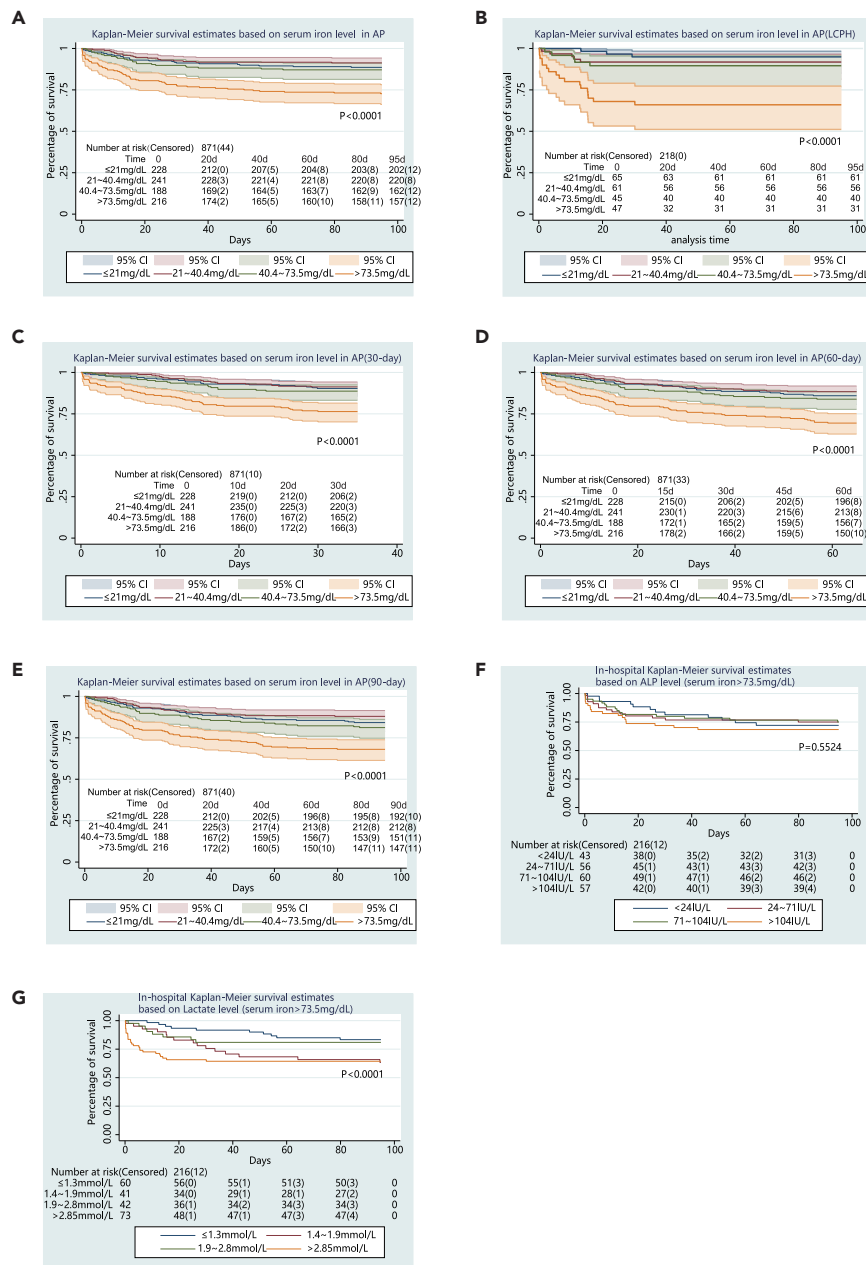 A
Kaplan-Meier survival estimates based on serum iron level in AP
Percentage of survival
1
.75
.5
.25
0
P<0.0001
Number at risk(Censored) 871(44)
Time 0 20d 40d 60d 80d 95d
≤21mg/dL 228 212(0) 207(5) 204(8) 203(8) 202(12)
21~40.4mg/dL 241 228(3) 221(4) 221(8) 220(8) 220(8)
40.4~73.5mg/dL 188 169(2) 164(5) 163(7) 162(9) 162(12)
>73.5mg/dL 216 174(2) 165(5) 160(10) 158(11) 157(12)
0 20 40 60 80 100
Days
95% CI 95% CI 95% CI 95% CI
≤21mg/dL 21~40.4mg/dL 40.4~73.5mg/dL >73.5mg/dL
B
Kaplan-Meier survival estimates based on serum iron level in AP(LCPH)
Percentage of survival
1
.75
.5
.25
0
P<0.0001
Number at risk(Censored) 218(0)
Time 0 20d 40d 60d 80d 95d
≤21mg/dL 65 63 61 61 61 61
21~40.4mg/dL 61 56 56 56 56 56
40.4~73.5mg/dL 45 40 40 40 40 40
>73.5mg/dL 47 32 31 31 31 31
0 20 40 60 80 100
analysis time
95% CI 95% CI 95% CI 95% CI
≤21mg/dL 21~40.4mg/dL 40.4~73.5mg/dL >73.5mg/dL
C
Kaplan-Meier survival estimates based on serum iron level in AP(30-day)
Percentage of survival
1
.75
.5
.25
0
P<0.0001
Number at risk(Censored) 871(10)
Time 0 10d 20d 30d
≤21mg/dL 228 219(0) 212(0) 206(2)
21~40.4mg/dL 241 235(0) 225(3) 220(3)
40.4~73.5mg/dL 188 176(0) 167(2) 165(2)
>73.5mg/dL 216 186(0) 172(2) 166(3)
0 10 20 30 40
Days
95% CI 95% CI 95% CI 95% CI
≤21mg/dL 21~40.4mg/dL 40.4~73.5mg/dL >73.5mg/dL
D
Kaplan-Meier survival estimates based on serum iron level in AP(60-day)
Percentage of survival
1
.75
.5
.25
0
P<0.0001
Number at risk(Censored) 871(33)
Time 0 15d 30d 45d 60d
≤21mg/dL 228 215(0) 206(2) 202(5) 196(8)
21~40.4mg/dL 241 230(1) 220(3) 215(6) 213(8)
40.4~73.5mg/dL 188 172(1) 165(2) 159(5) 156(7)
>73.5mg/dL 216 178(2) 166(2) 159(5) 150(10)
0 20 40 60
Days
95% CI 95% CI 95% CI 95% CI
≤21mg/dL 21~40.4mg/dL 40.4~73.5mg/dL >73.5mg/dL
E
Kaplan-Meier survival estimates based on serum iron level in AP(90-day)
Percentage of survival
1
.75
.5
.25
0
P<0.0001
Number at risk(Censored) 871(40)
Time 0d 20d 40d 60d 80d 90d
≤21mg/dL 228 212(0) 202(5) 196(8) 195(8) 192(10)
21~40.4mg/dL 241 225(3) 217(4) 213(8) 212(8) 212(8)
40.4~73.5mg/dL 188 167(2) 159(5) 156(7) 153(9) 151(11)
>73.5mg/dL 216 172(2) 160(5) 150(10) 147(11) 147(11)
0 20 40 60 80 100
Days
95% CI 95% CI 95% CI 95% CI
≤21mg/dL 21~40.4mg/dL 40.4~73.5mg/dL >73.5mg/dL
F
In-hospital Kaplan-Meier survival estimates
based on ALP level (serum iron>73.5mg/dL)
Percentage of survival
1.00
0.75
0.50
0.25
0.00
P=0.5524
0 20 40 60 80 100
Days
Number at risk(Censored) 216(12)
<24IU/L 43 38(0) 35(2) 32(2) 31(3) 0
24~71IU/L 56 45(1) 43(1) 43(3) 42(3) 0
71~104IU/L 60 49(1) 47(1) 46(2) 46(2) 0
>104IU/L 57 42(0) 40(1) 39(3) 39(4) 0
<24IU/L 24~71IU/L
71~104IU/L >104IU/L
G
In-hospital Kaplan-Meier survival estimates
based on Lactate level (serum iron>73.5mg/dL)
Percentage of survival
1.00
0.75
0.50
0.25
0.00
P<0.0001
0 20 40 60 80 100
Days
Number at risk(Censored) 216(12)
≤1.3mmol/L 60 56(0) 55(1) 51(3) 50(3) 0
1.4~1.9mmol/L 41 34(0) 29(1) 28(1) 27(2) 0
1.9~2.8mmol/L 42 36(1) 34(2) 34(3) 34(3) 0
>2.85mmol/L 73 48(1) 47(1) 47(3) 47(4) 0
≤1.3mmol/L 1.4~1.9mmol/L
1.9~2.8mmol/L >2.85mmol/L